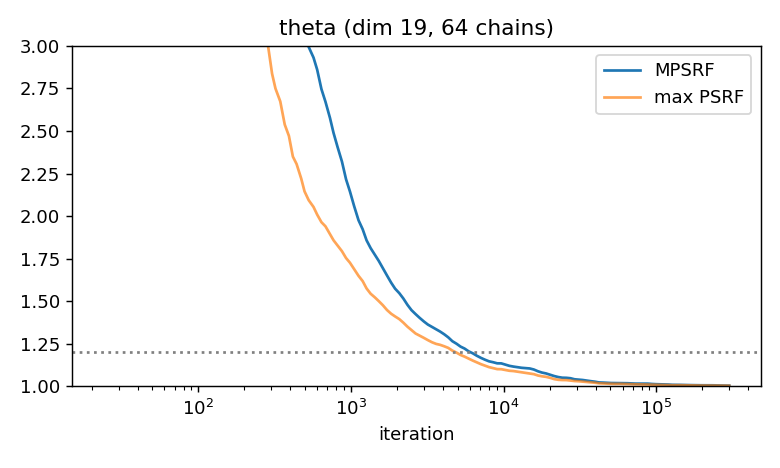 theta (dim 19, 64 chains)
3.00
2.75
2.50
2.25
2.00
1.75
1.50
1.25
1.00
MPSRF
max PSRF
10² 10³ 10⁴ 10⁵
iteration